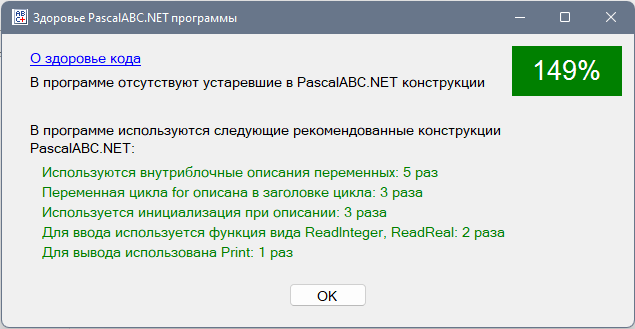 Здоровье PascalABC.NET программы
О здоровье кода
149%
В программе отсутствуют устаревшие в PascalABC.NET конструкции
В программе используются следующие рекомендованные конструкции
PascalABC.NET:
Используются внутриблочные описания переменных: 5 раз
Переменная цикла for описана в заголовке цикла: 3 раза
Используется инициализация при описании: 3 раза
Для ввода используется функция вида ReadInteger, ReadReal: 2 раза
Для вывода использована Print: 1 раз
OK